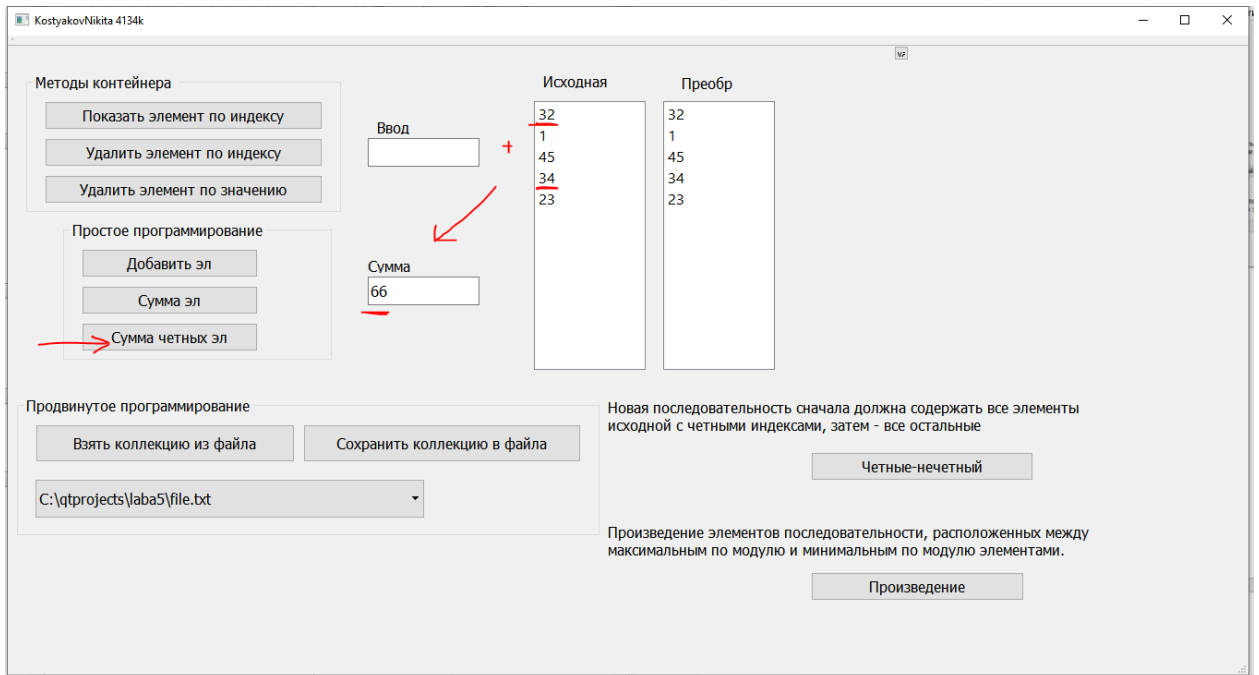 KostyakovNikita 4134k
Методы контейнера
Показать элемент по индексу
Удалить элемент по индексу
Удалить элемент по значению
Простое программирование
Добавить эл
Сумма эл
Сумма четных эл
Ввод
+
Сумма
66
Исходная
32
1
45
34
23
Преобр
32
1
45
34
23
Продвинутое программирование
Взять коллекцию из файла
Сохранить коллекцию в файла
C:\qtprojects\laba5\file.txt
Новая последовательность сначала должна содержать все элементы
исходной с четными индексами, затем - все остальные
Четные-нечетный
Произведение элементов последовательности, расположенных между
максимальным по модулю и минимальным по модулю элементами.
Произведение